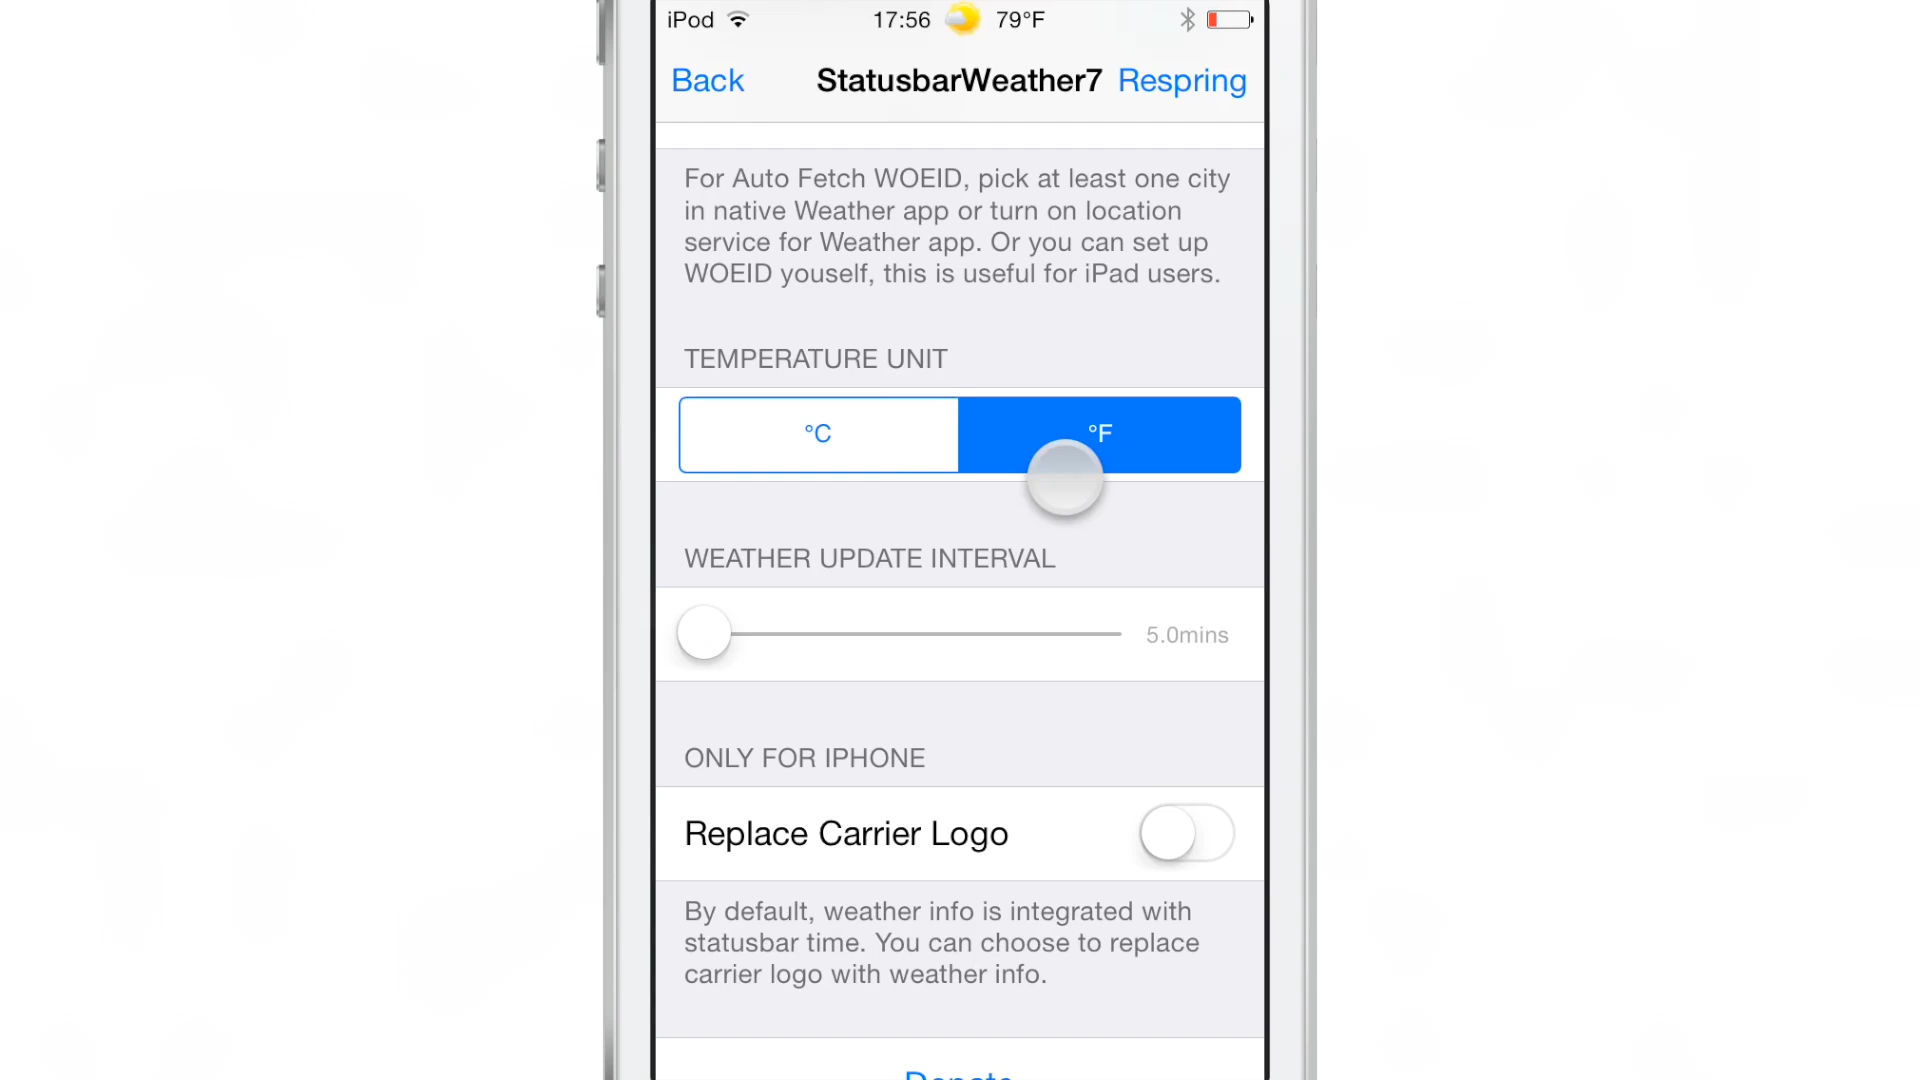 iPod 17:56 79°F
Back StatusbarWeather7 Respring
For Auto Fetch WOEID, pick at least one city
in native Weather app or turn on location
service for Weather app. Or you can set up
WOEID youself, this is useful for iPad users.
TEMPERATURE UNIT
°C °F
WEATHER UPDATE INTERVAL
5.0mins
ONLY FOR IPHONE
Replace Carrier Logo
By default, weather info is integrated with
statusbar time. You can choose to replace
carrier logo with weather info.
Donate